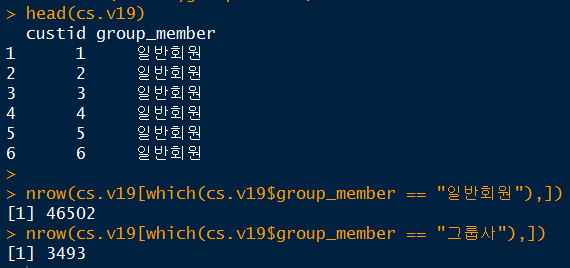 > head(cs.v19)
  custid group_member
1      1     일반회원
2      2     일반회원
3      3     일반회원
4      4     일반회원
5      5     일반회원
6      6     일반회원
>
> nrow(cs.v19[which(cs.v19$group_member == "일반회원"),])
[1] 46502
> nrow(cs.v19[which(cs.v19$group_member == "그룹사"),])
[1] 3493